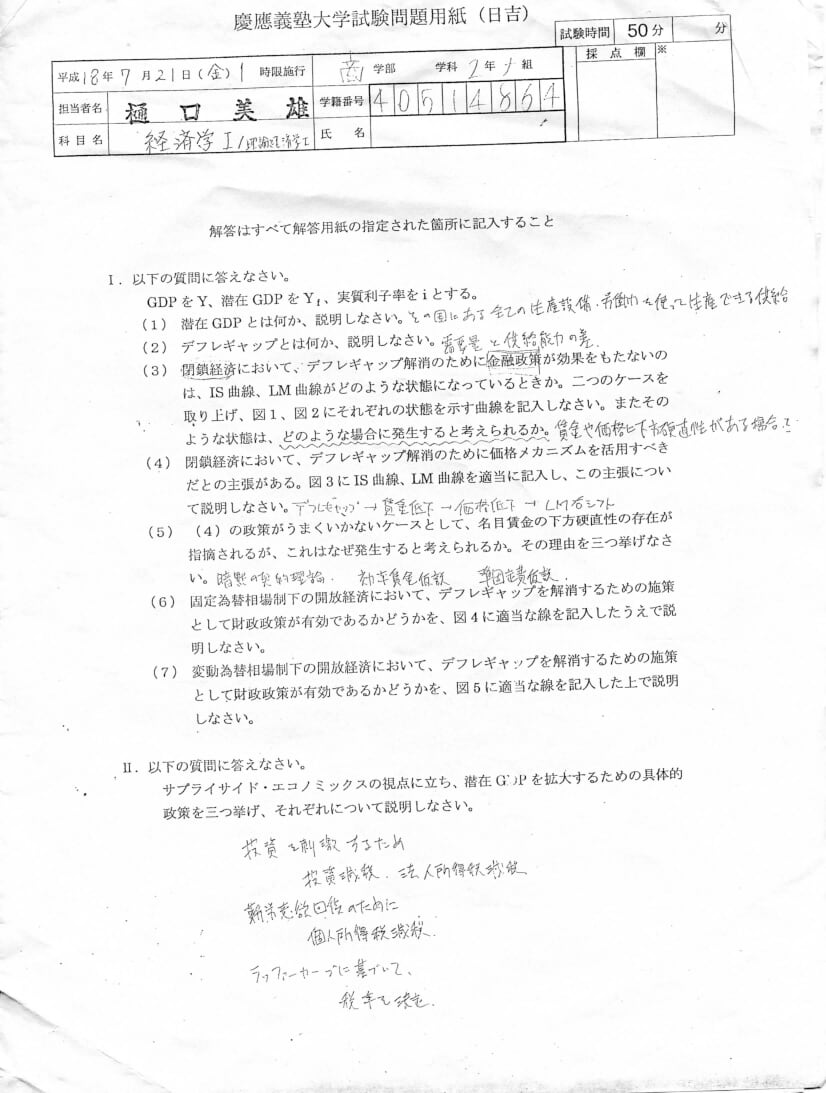 慶應義塾大学試験問題用紙（日吉）
試験時間 50分 分
平成18年7月21日(金)1時限施行 商学部 学科2年ナ組 採点欄 ※
担当者名 樋口美雄 学籍番号 40514864
科目名 経済学I/理論経済学I 氏名
解答はすべて解答用紙の指定された箇所に記入すること
I．以下の質問に答えなさい。
GDPをY、潜在GDPをYf、実質利子率をiとする。
（1） 潜在GDPとは何か、説明しなさい。その国にある全ての生産設備・労働力を使って生産できる供給
（2） デフレギャップとは何か、説明しなさい。需要量と供給能力の差.
（3） 閉鎖経済において、デフレギャップ解消のために金融政策が効果をもたないの
は、IS曲線、LM曲線がどのような状態になっているときか。二つのケースを
取り上げ、図1、図2にそれぞれの状態を示す曲線を記入しなさい。またその
ような状態は、どのような場合に発生すると考えられるか。賃金や価格に下方硬直性がある場合
（4） 閉鎖経済において、デフレギャップ解消のために価格メカニズムを活用すべき
だとの主張がある。図3にIS曲線、LM曲線を適当に記入し、この主張につい
て説明しなさい。デフレギャップ→賃金低下→価格低下→LM右シフト
（5） （4）の政策がうまくいかないケースとして、名目賃金の下方硬直性の存在が
指摘されるが、これはなぜ発生すると考えられるか。その理由を三つ挙げなさ
い。暗黙の契約理論. 効率賃金仮説 準固定費仮説.
（6） 固定為替相場制下の開放経済において、デフレギャップを解消するための施策
として財政政策が有効であるかどうかを、図4に適当な線を記入したうえで説
明しなさい。
（7） 変動為替相場制下の開放経済において、デフレギャップを解消するための施策
として財政政策が有効であるかどうかを、図5に適当な線を記入した上で説明
しなさい。
II．以下の質問に答えなさい。
サプライサイド・エコノミックスの視点に立ち、潜在GDPを拡大するための具体的
政策を三つ挙げ、それぞれについて説明しなさい。
投資を刺激するため
投資減税. 法人所得税減税
勤労意欲回復のために
個人所得税減税.
ラッファーカーブに基づいて、
税率を決定.